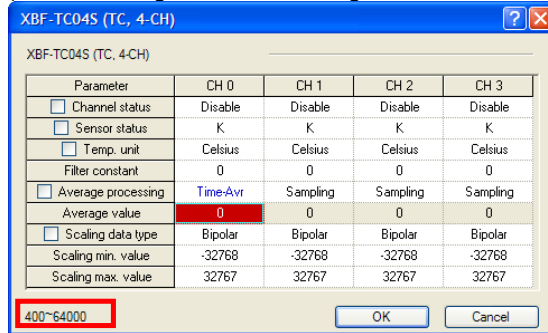 XBF-TC04S (TC, 4-CH)
XBF-TC04S (TC, 4-CH)
Parameter CH 0 CH 1 CH 2 CH 3
Channel status Disable Disable Disable Disable
Sensor status K K K K
Temp. unit Celsius Celsius Celsius Celsius
Filter constant 0 0 0 0
Average processing Time-Avr Sampling Sampling Sampling
Average value 0 0 0 0
Scaling data type Bipolar Bipolar Bipolar Bipolar
Scaling min. value -32768 -32768 -32768 -32768
Scaling max. value 32767 32767 32767 32767
400~64000 OK Cancel